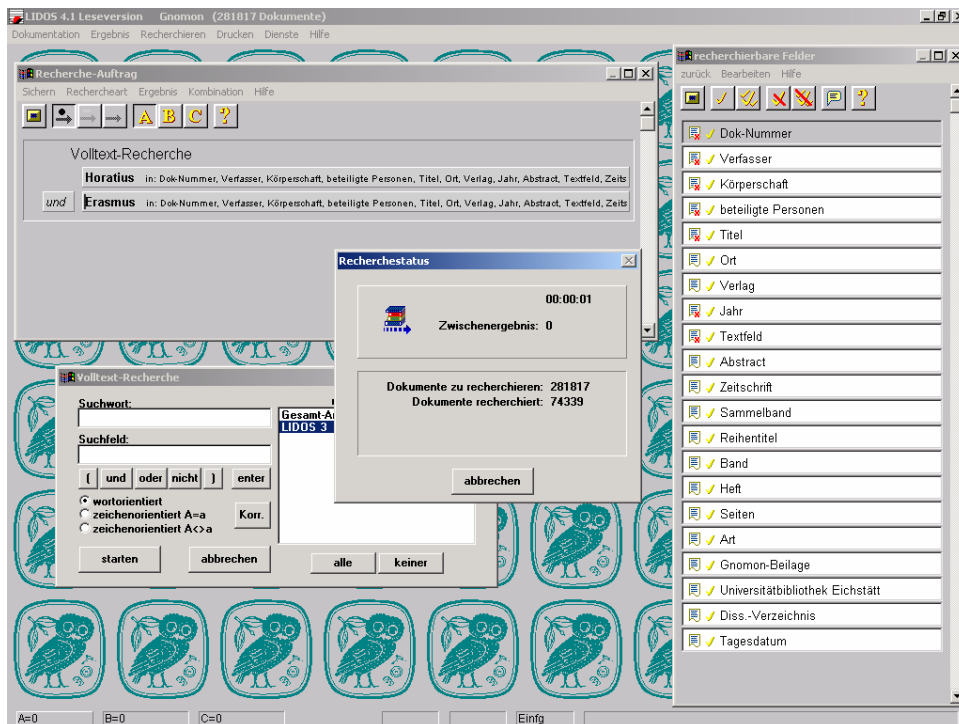 LIDOS 4.1 Leseversion Gnomon (281817 Dokumente)
Dokumentation Ergebnis Recherchieren Drucken Dienste Hilfe
Recherche-Auftrag
Sichern Rechercheart Ergebnis Kombination Hilfe
A B C ?
Volltext-Recherche
Horatius in: Dok-Nummer, Verfasser, Körperschaft, beteiligte Personen, Titel, Ort, Verlag, Jahr, Abstract, Textfeld, Zeits
und Erasmus in: Dok-Nummer, Verfasser, Körperschaft, beteiligte Personen, Titel, Ort, Verlag, Jahr, Abstract, Textfeld, Zeits
Recherchestatus
00:00:01
Zwischenergebnis: 0
Dokumente zu recherchieren: 281817
Dokumente recherchiert: 74339
abbrechen
Volltext-Recherche
Suchwort:
Gesamt-A
LIDOS 3
Suchfeld:
( und oder nicht ) enter
wortorientiert
zeichenorientiert A=a
zeichenorientiert A<>a
Korr.
starten abbrechen
alle keiner
recherchierbare Felder
zurück Bearbeiten Hilfe
?
Dok-Nummer
Verfasser
Körperschaft
beteiligte Personen
Titel
Ort
Verlag
Jahr
Textfeld
Abstract
Zeitschrift
Sammelband
Reihentitel
Band
Heft
Seiten
Art
Gnomon-Beilage
Universitätbibliothek Eichstätt
Diss.-Verzeichnis
Tagesdatum
A=0 B=0 C=0 Einfg